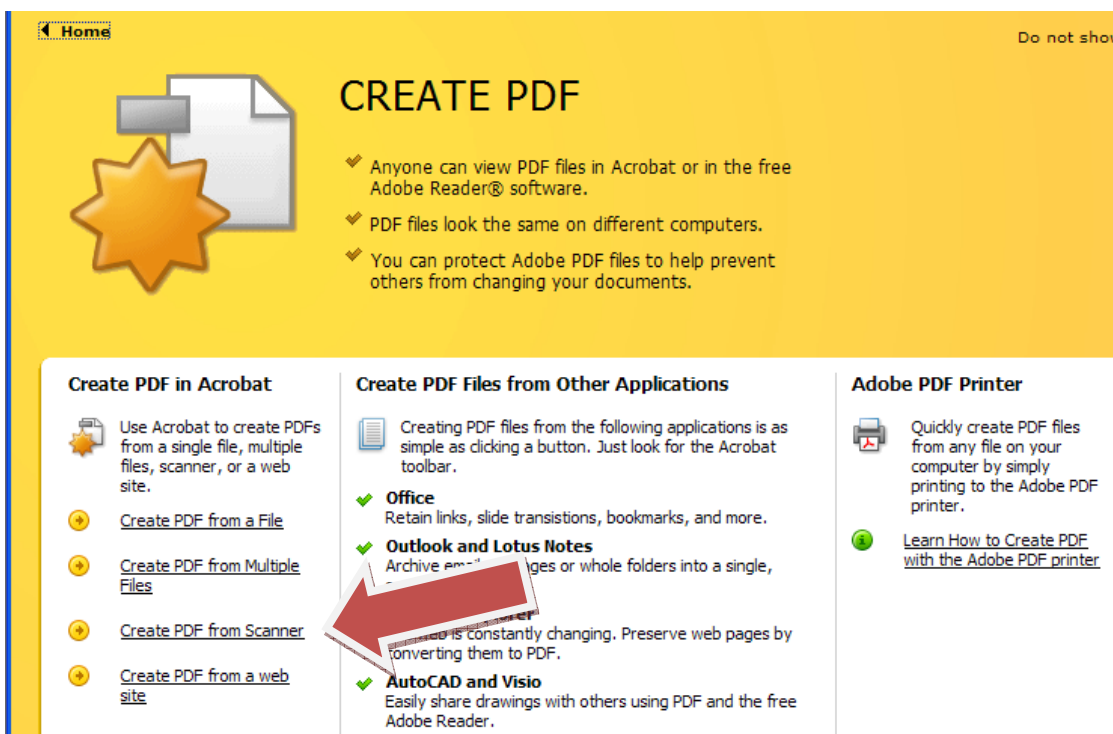 Home
Do not show
CREATE PDF
Anyone can view PDF files in Acrobat or in the free
Adobe Reader® software.
PDF files look the same on different computers.
You can protect Adobe PDF files to help prevent
others from changing your documents.
Create PDF in Acrobat
Use Acrobat to create PDFs
from a single file, multiple
files, scanner, or a web
site.
Create PDF from a File
Create PDF from Multiple
Files
Create PDF from Scanner
Create PDF from a web
site
Create PDF Files from Other Applications
Creating PDF files from the following applications is as
simple as clicking a button. Just look for the Acrobat
toolbar.
Office
Retain links, slide transistions, bookmarks, and more.
Outlook and Lotus Notes
Archive or whole folders into a single,
is constantly changing. Preserve web pages by
converting them to PDF.
AutoCAD and Visio
Easily share drawings with others using PDF and the free
Adobe Reader.
Adobe PDF Printer
Quickly create PDF files
from any file on your
computer by simply
printing to the Adobe PDF
printer.
Learn How to Create PDF
with the Adobe PDF printer